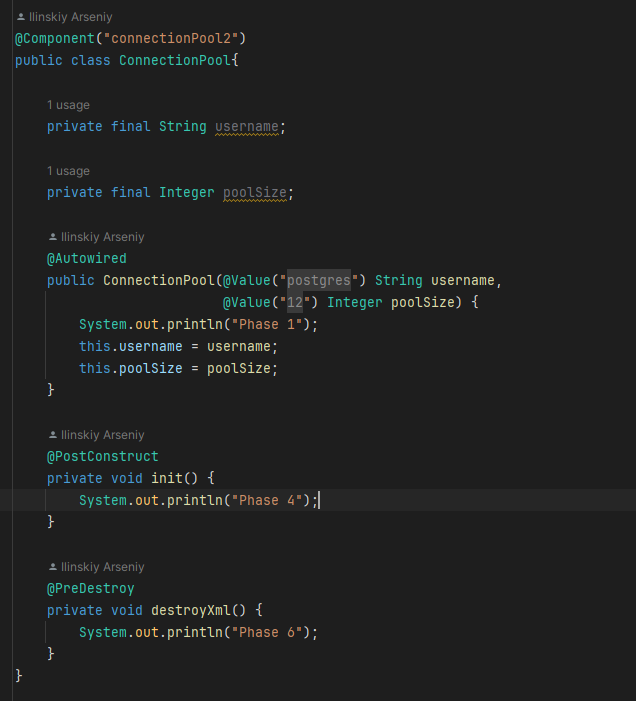 Ilinskiy Arseniy
@Component("connectionPool2")
public class ConnectionPool{
1 usage
private final String username;
1 usage
private final Integer poolSize;
Ilinskiy Arseniy
@Autowired
public ConnectionPool(@Value("postgres") String username,
@Value("12") Integer poolSize) {
System.out.println("Phase 1");
this.username = username;
this.poolSize = poolSize;
}
Ilinskiy Arseniy
@PostConstruct
private void init() {
System.out.println("Phase 4");
}
Ilinskiy Arseniy
@PreDestroy
private void destroyXml() {
System.out.println("Phase 6");
}
}